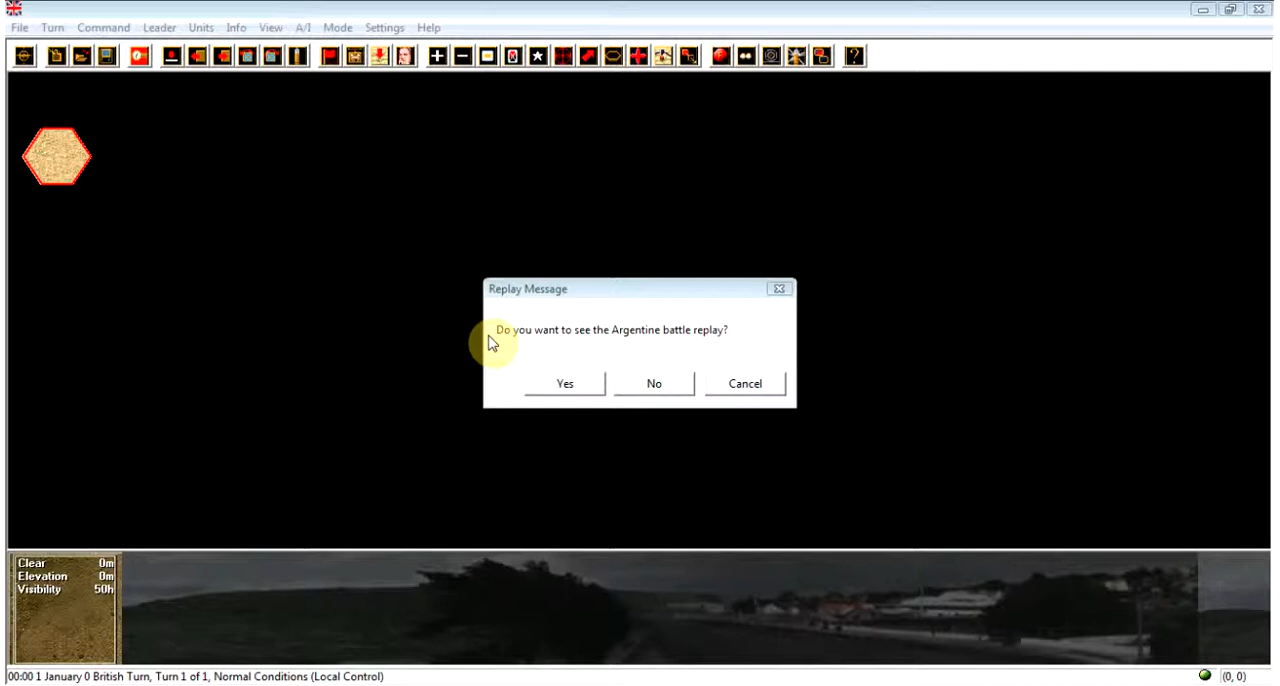 File Turn Command Leader Units Info View A/I Mode Settings Help
Replay Message
Do you want to see the Argentine battle replay?
Yes No Cancel
Clear 0m
Elevation 0m
Visibility 50h
00:00 1 January 0 British Turn, Turn 1 of 1, Normal Conditions (Local Control) (0, 0)